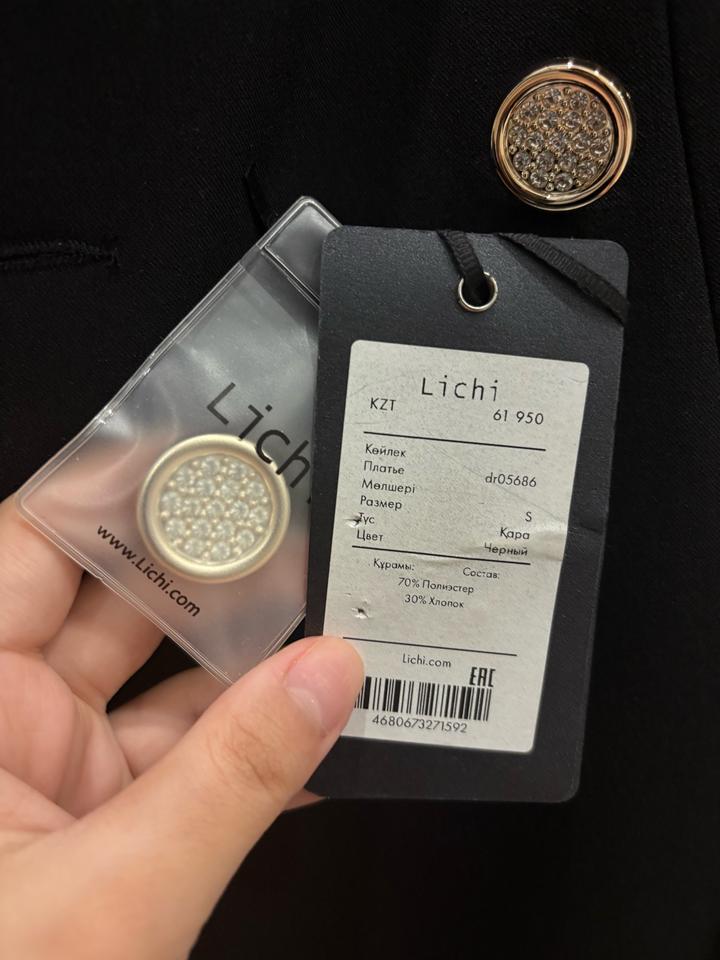 Lichi
www.Lichi.com
Lichi
KZT 61 950
Көйлек
Платье dr05686
Мөлшері
Размер S
Түс Қара
Цвет Черный
Құрамы: Состав:
70% Полиэстер
30% Хлопок
Lichi.com
EAC
4680673271592